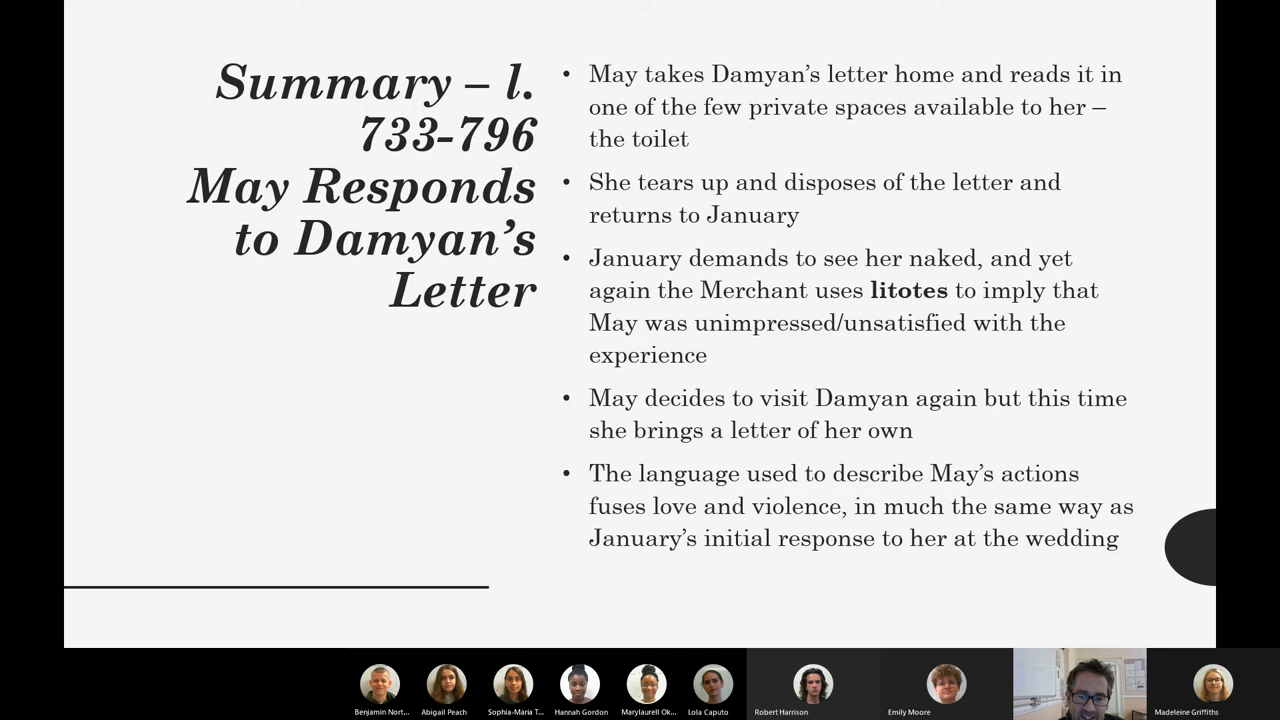 Summary – l.
733-796
May Responds
to Damyan’s
Letter
• May takes Damyan’s letter home and reads it in
one of the few private spaces available to her –
the toilet
• She tears up and disposes of the letter and
returns to January
• January demands to see her naked, and yet
again the Merchant uses litotes to imply that
May was unimpressed/unsatisfied with the
experience
• May decides to visit Damyan again but this time
she brings a letter of her own
• The language used to describe May’s actions
fuses love and violence, in much the same way as
January’s initial response to her at the wedding
Benjamin Nort... Abigail Peach Sophia-Maria T... Hannah Gordon Marylaurell Ok... Lola Caputo Robert Harrison Emily Moore Madeleine Griffiths